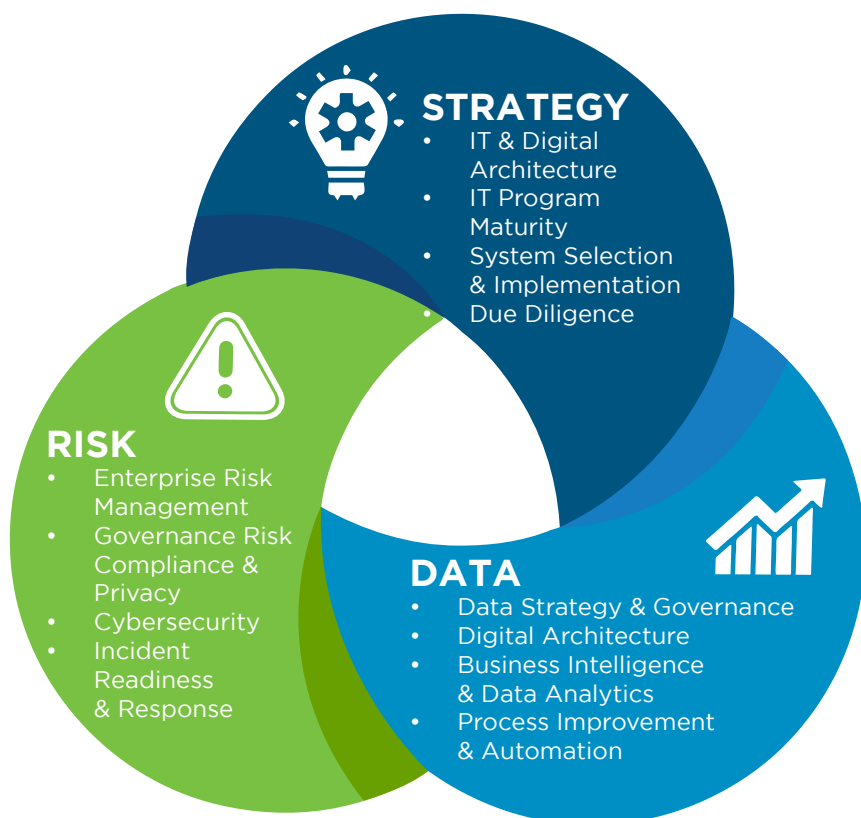 STRATEGY
• IT & Digital
Architecture
• IT Program
Maturity
• System Selection
& Implementation
• Due Diligence
RISK
• Enterprise Risk
Management
• Governance Risk
Compliance &
Privacy
• Cybersecurity
• Incident
Readiness
& Response
DATA
• Data Strategy & Governance
• Digital Architecture
• Business Intelligence
& Data Analytics
• Process Improvement
& Automation